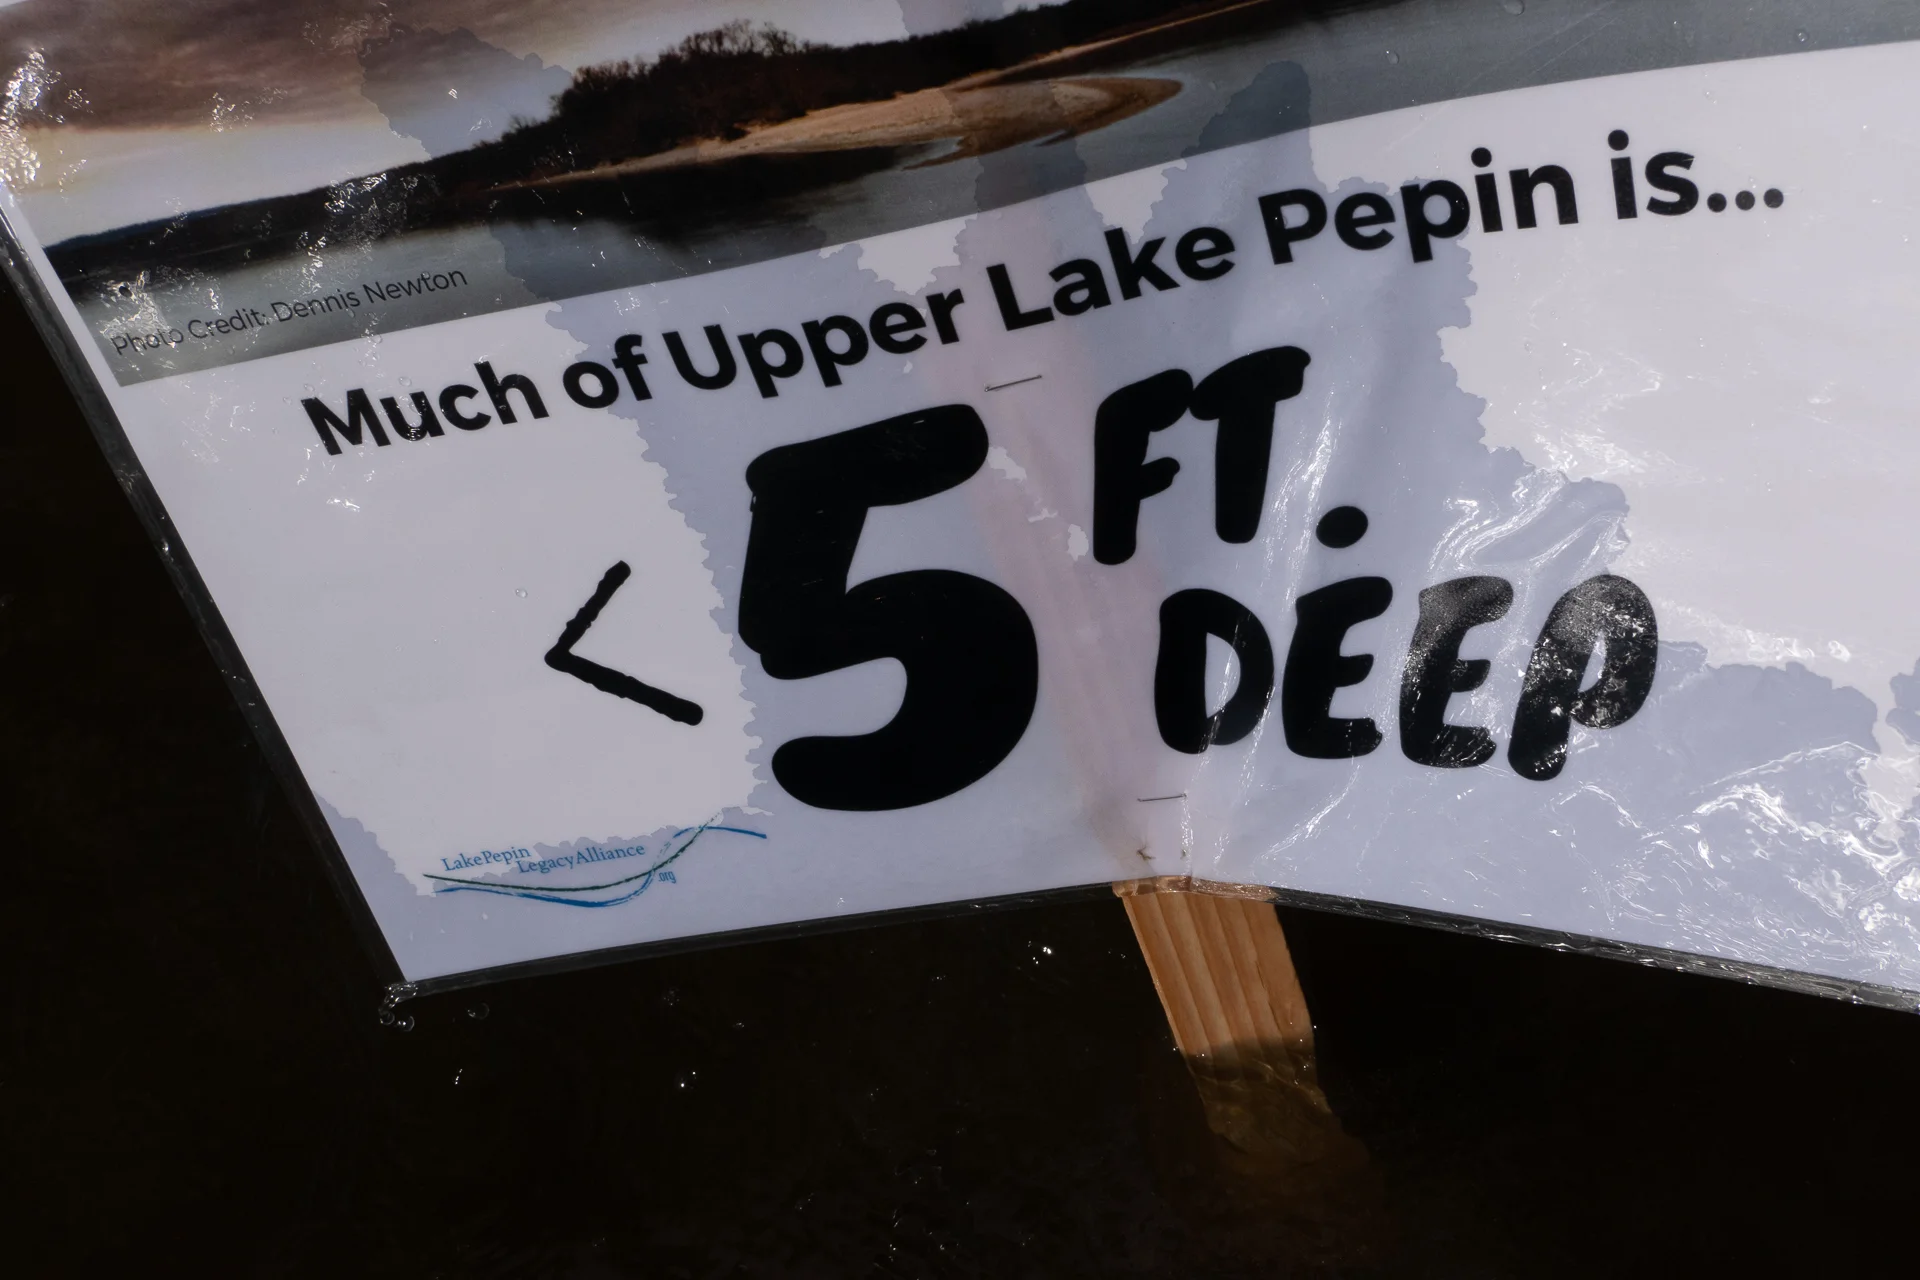 Photo Credit: Dennis Newton
Much of Upper Lake Pepin is...
< 5 FT.
DEEP
LakePepin
LegacyAlliance
.org